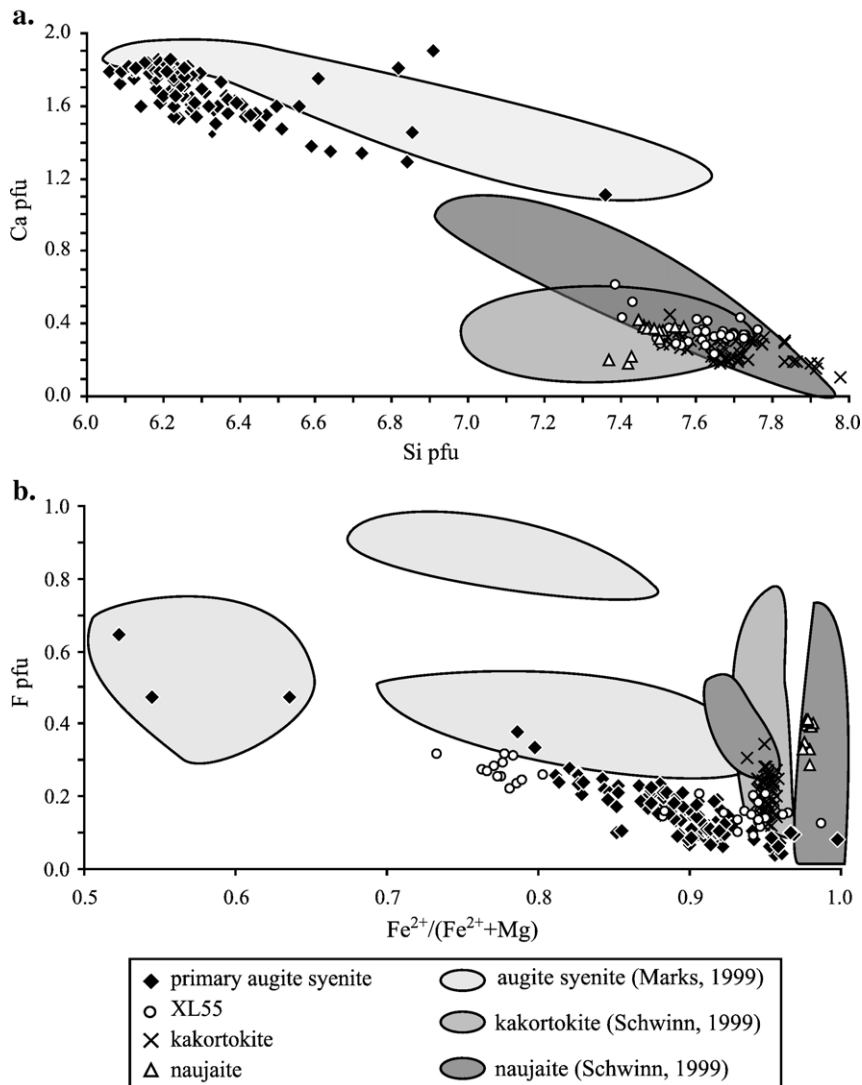 a.
2.0
1.6
1.2
0.8
0.4
0.0
Ca pfu
6.0 6.2 6.4 6.6 6.8 7.0 7.2 7.4 7.6 7.8 8.0
Si pfu
b.
1.0
0.8
0.6
0.4
0.2
0.0
F pfu
0.5 0.6 0.7 0.8 0.9 1.0
Fe²⁺/(Fe²⁺+Mg)
primary augite syenite
XL55
kakortokite
naujaite
augite syenite (Marks, 1999)
kakortokite (Schwinn, 1999)
naujaite (Schwinn, 1999)